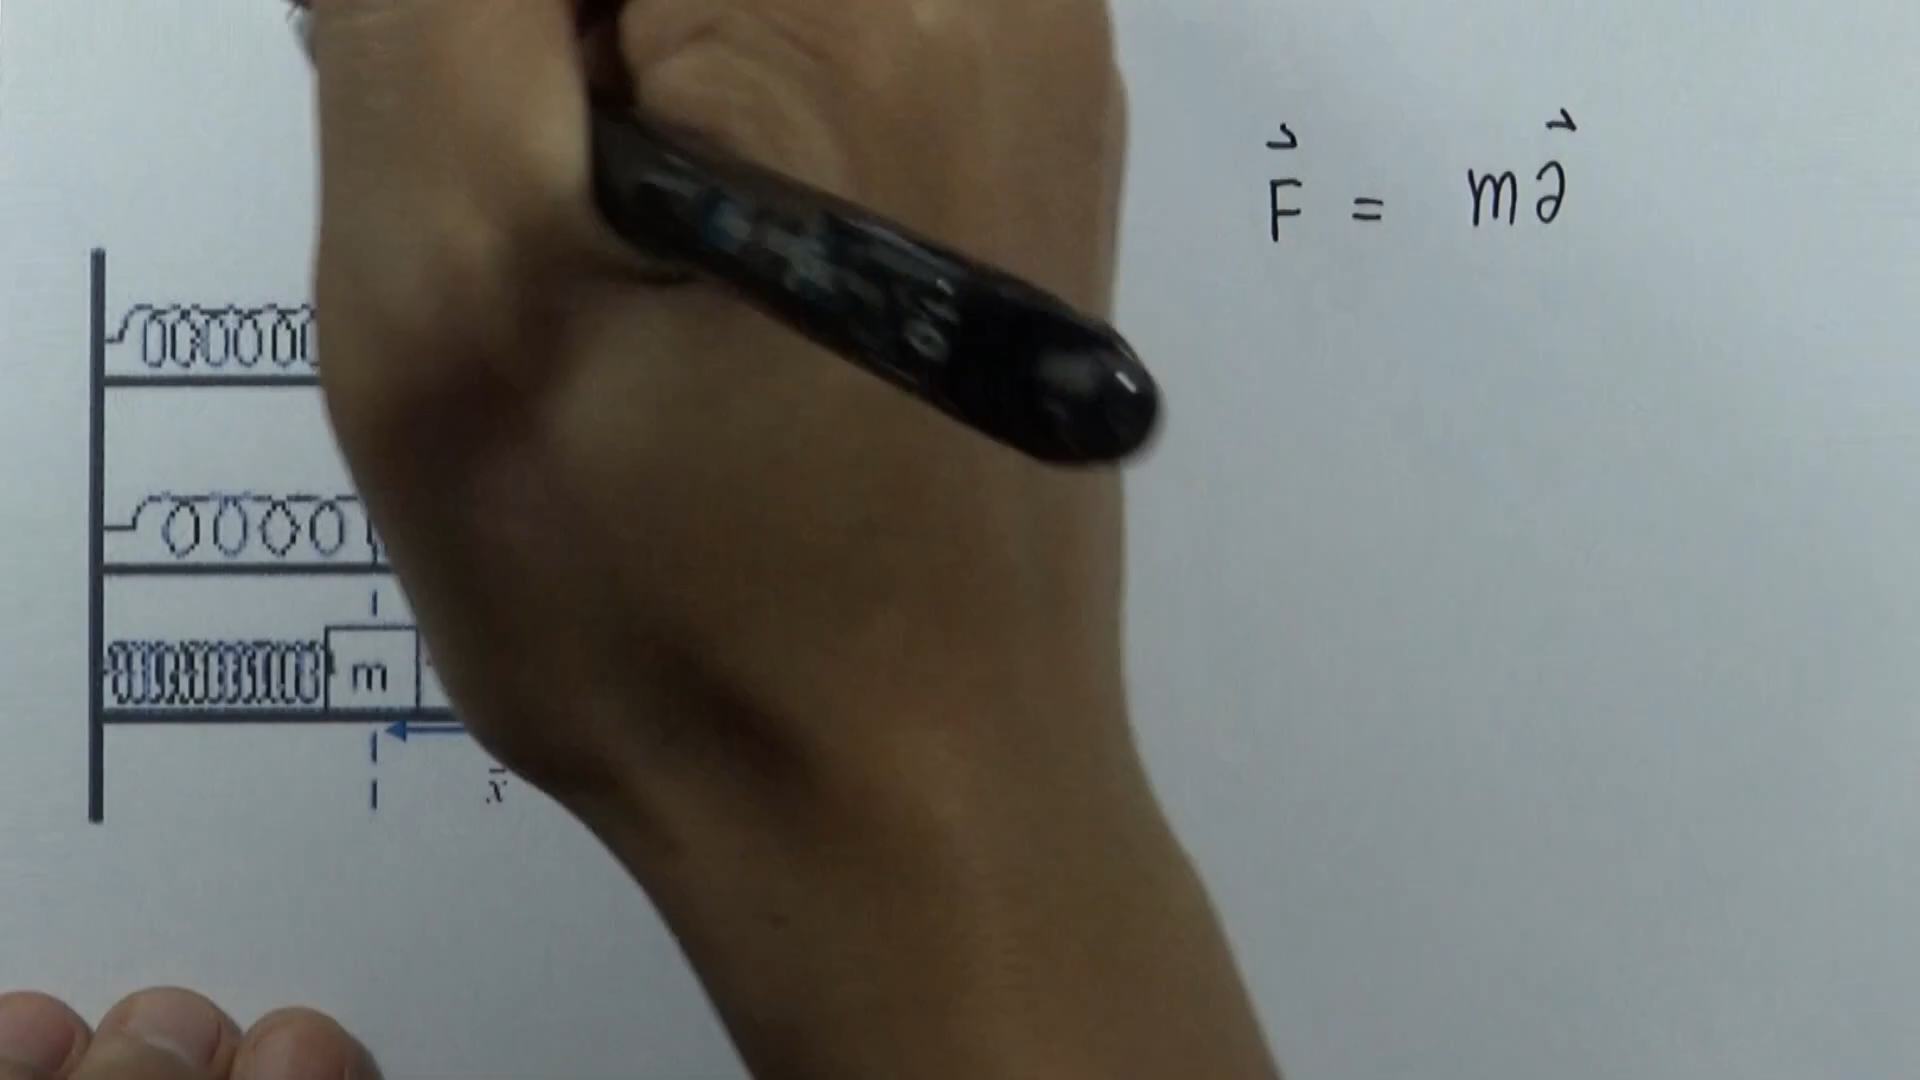 F⃗ = ma⃗
m
x⃗